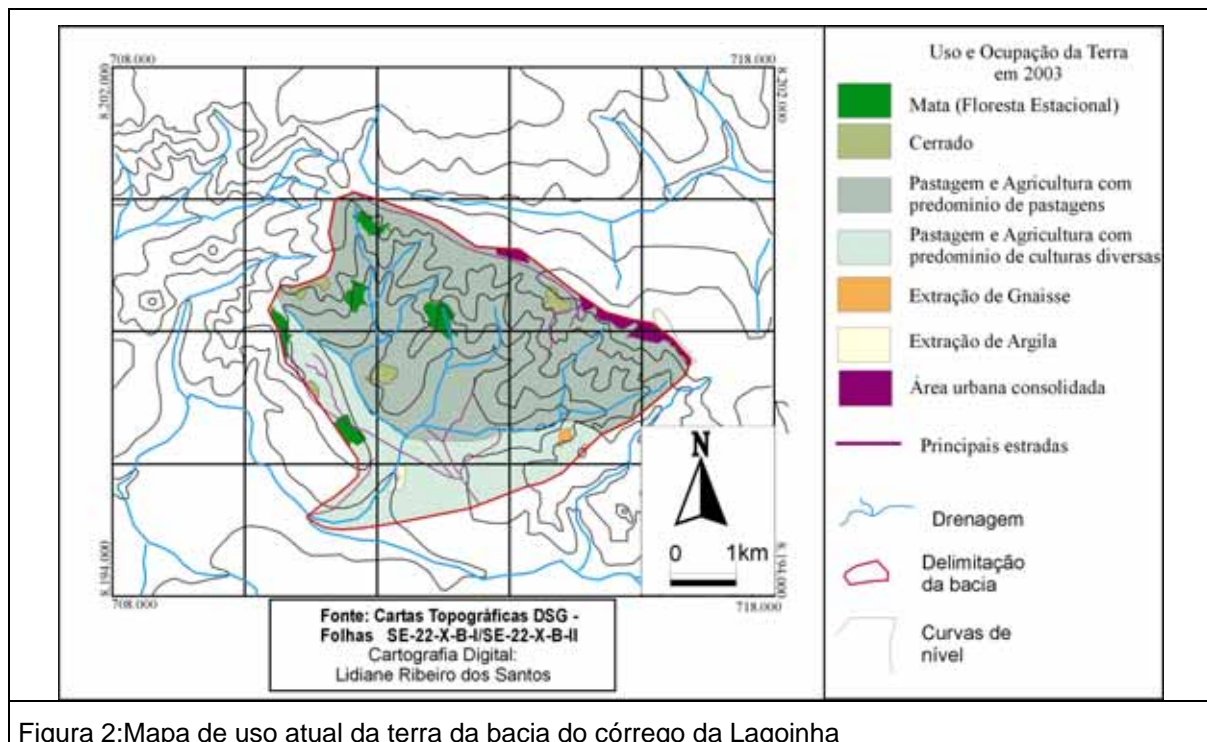 708.000
718.000
8.202.000
8.202.000
8.194.000
8.194.000
708.000
718.000
N
0 1km
Fonte: Cartas Topográficas DSG -
Folhas SE-22-X-B-I/SE-22-X-B-II
Cartografia Digital:
Lidiane Ribeiro dos Santos
Uso e Ocupação da Terra
em 2003
Mata (Floresta Estacional)
Cerrado
Pastagem e Agricultura com
predomínio de pastagens
Pastagem e Agricultura com
predomínio de culturas diversas
Extração de Gnaisse
Extração de Argila
Área urbana consolidada
Principais estradas
Drenagem
Delimitação
da bacia
Curvas de
nível
Figura 2:Mapa de uso atual da terra da bacia do córrego da Lagoinha